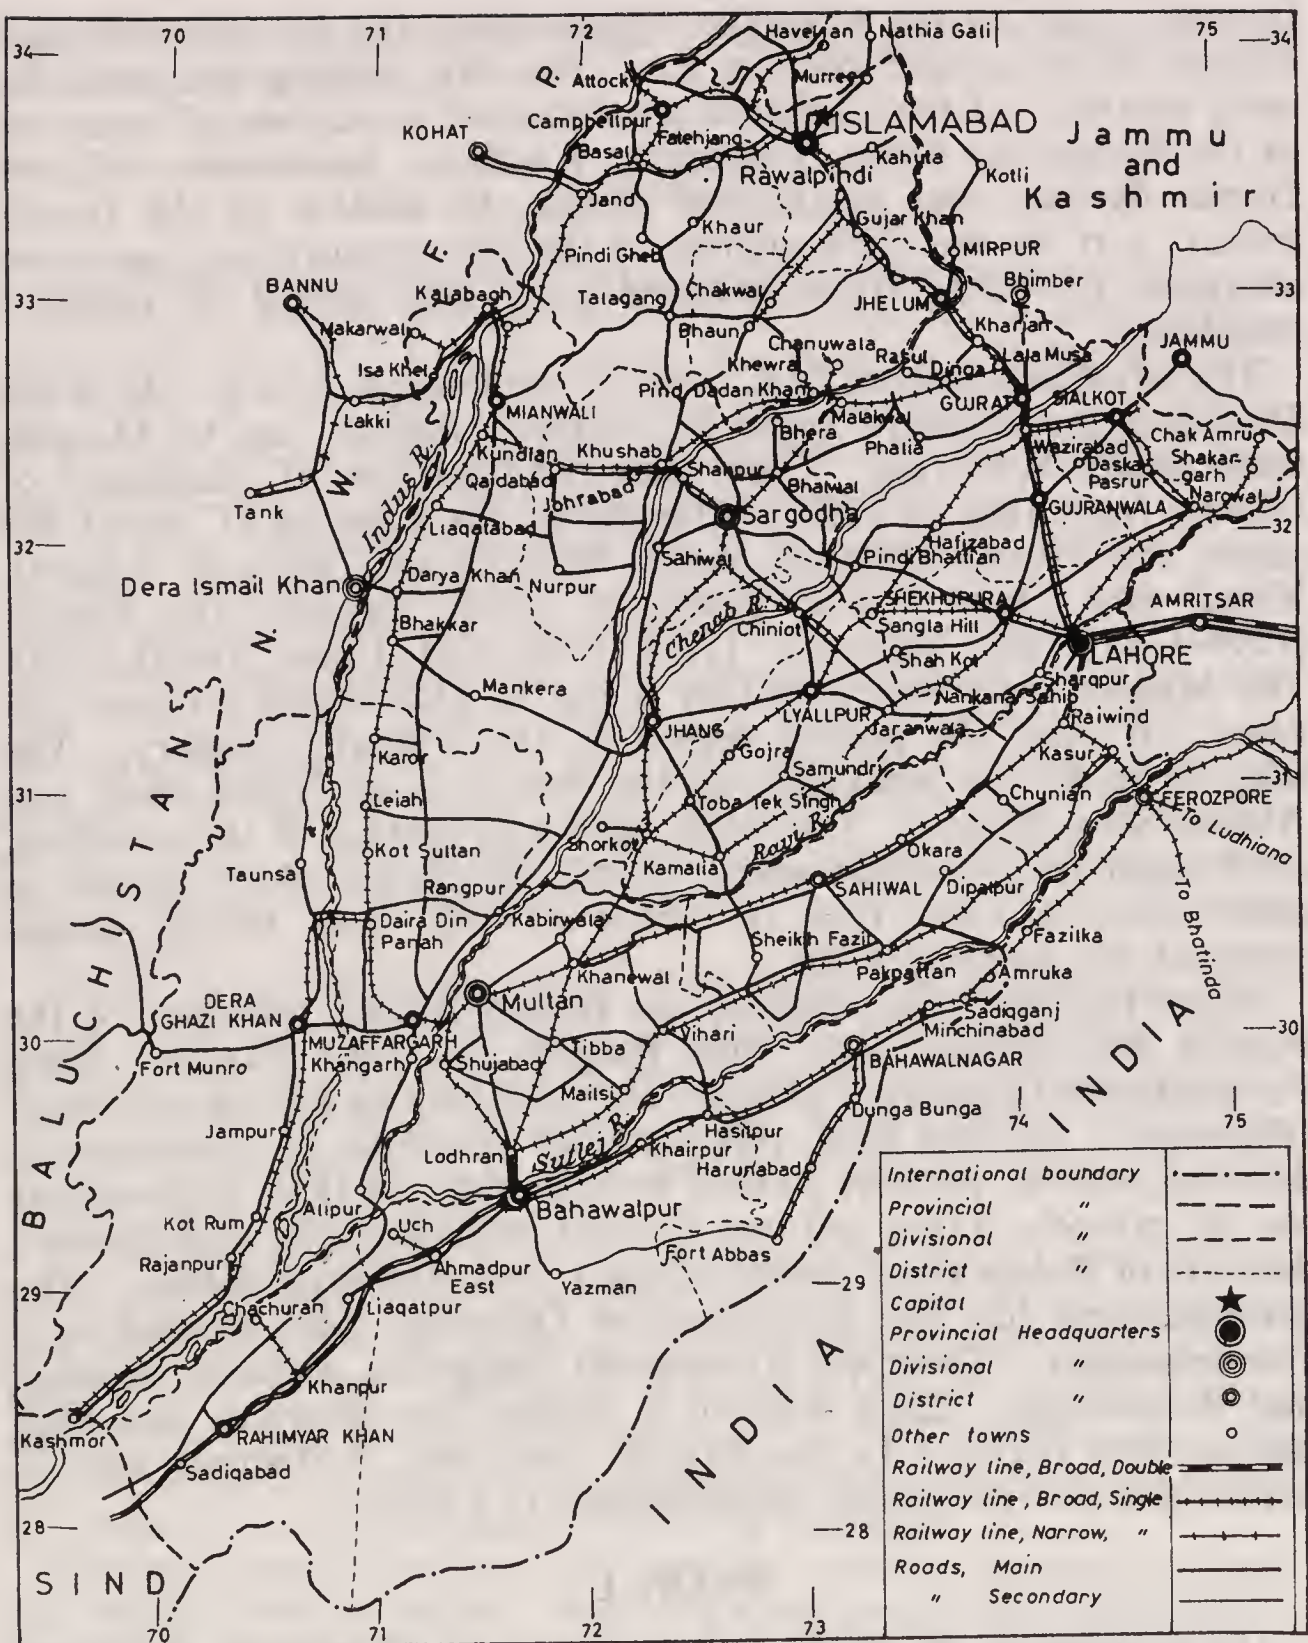 70 71 72 75
34 34
Havelian Nathia Gali
P.
Attock
Murree
Campbellpur
ISLAMABAD
KOHAT
Fatehjang
Basal
Kahuta
Jammu
and
Kashmir
Rawalpindi
Kotli
Jand
Khaur
Gujar Khan
Pindi Gheb
MIRPUR
F.
33 33
BANNU
Kalabagh
Talagang
Chakwal
JHELUM
Bhimber
Makarwal
Bhaun
Kharian
Chanuwala
JAMMU
Isa Khel
Khewra
Rasul
Dinga
Lala Musa
Pind Dadan Khan
Lakki
MIANWALI
Malakwal
GUJRAT
SIALKOT
Bhera
Phalia
Kundian
Khushab
Wazirabad
Chak Amru
Qaidabad
Shahpur
Bhalwal
Daska
Shakar-
garh
Johrabad
Pasrur
Narowal
W.
Tank
Indus R.
Liaqatabad
Sargodha
GUJRANWALA
Hafizabad
32 32
Sahiwal
Pindi Bhattian
Dera Ismail Khan
Darya Khan
Nurpur
SHEKHUPURA
AMRITSAR
Bhakkar
Chenab R.
Chiniot
Sangla Hill
N.
LAHORE
Shah Kot
Mankera
Sharqpur
Nankana Sahib
JHANG
LYALLPUR
Jaranwala
Raiwind
Karor
Gojra
Kasur
Samundri
31 31
Leiah
Toba Tek Singh
Chunian
FEROZPORE
To Ludhiana
Ravi R.
Shorkot
Kot Sultan
Kamalia
Okara
Taunsa
Rangpur
SAHIWAL
Dipalpur
To Bhatinda
Daira Din
Panah
Kabirwala
Sheikh Fazil
Fazilka
Khanewal
Pakpattan
Amruka
DERA
GHAZI KHAN
Multan
Sadiqganj
Minchinabad
30 30
MUZAFFARGARH
Vihari
Fort Munro
Khangarh
Shujabad
Tibba
BAHAWALNAGAR
Mailsi
Dunga Bunga
74 75
Jampur
Hasilpur
Lodhran
Sutlej R.
Khairpur
Harunabad
Alipur
Kot Rum
Uch
Bahawalpur
Rajanpur
Ahmadpur
East
Yazman
Fort Abbas
29 29
Chachuran
Liaqatpur
Khanpur
Kashmor
RAHIMYAR KHAN
Sadiqabad
28 28
BALUCHISTAN
INDIA
INDIA
SIND
70 71 72 73
International boundary
Provincial "
Divisional "
District "
Capital
Provincial Headquarters
Divisional "
District "
Other towns
Railway line, Broad, Double
Railway line, Broad, Single
Railway line, Narrow, "
Roads, Main
" Secondary